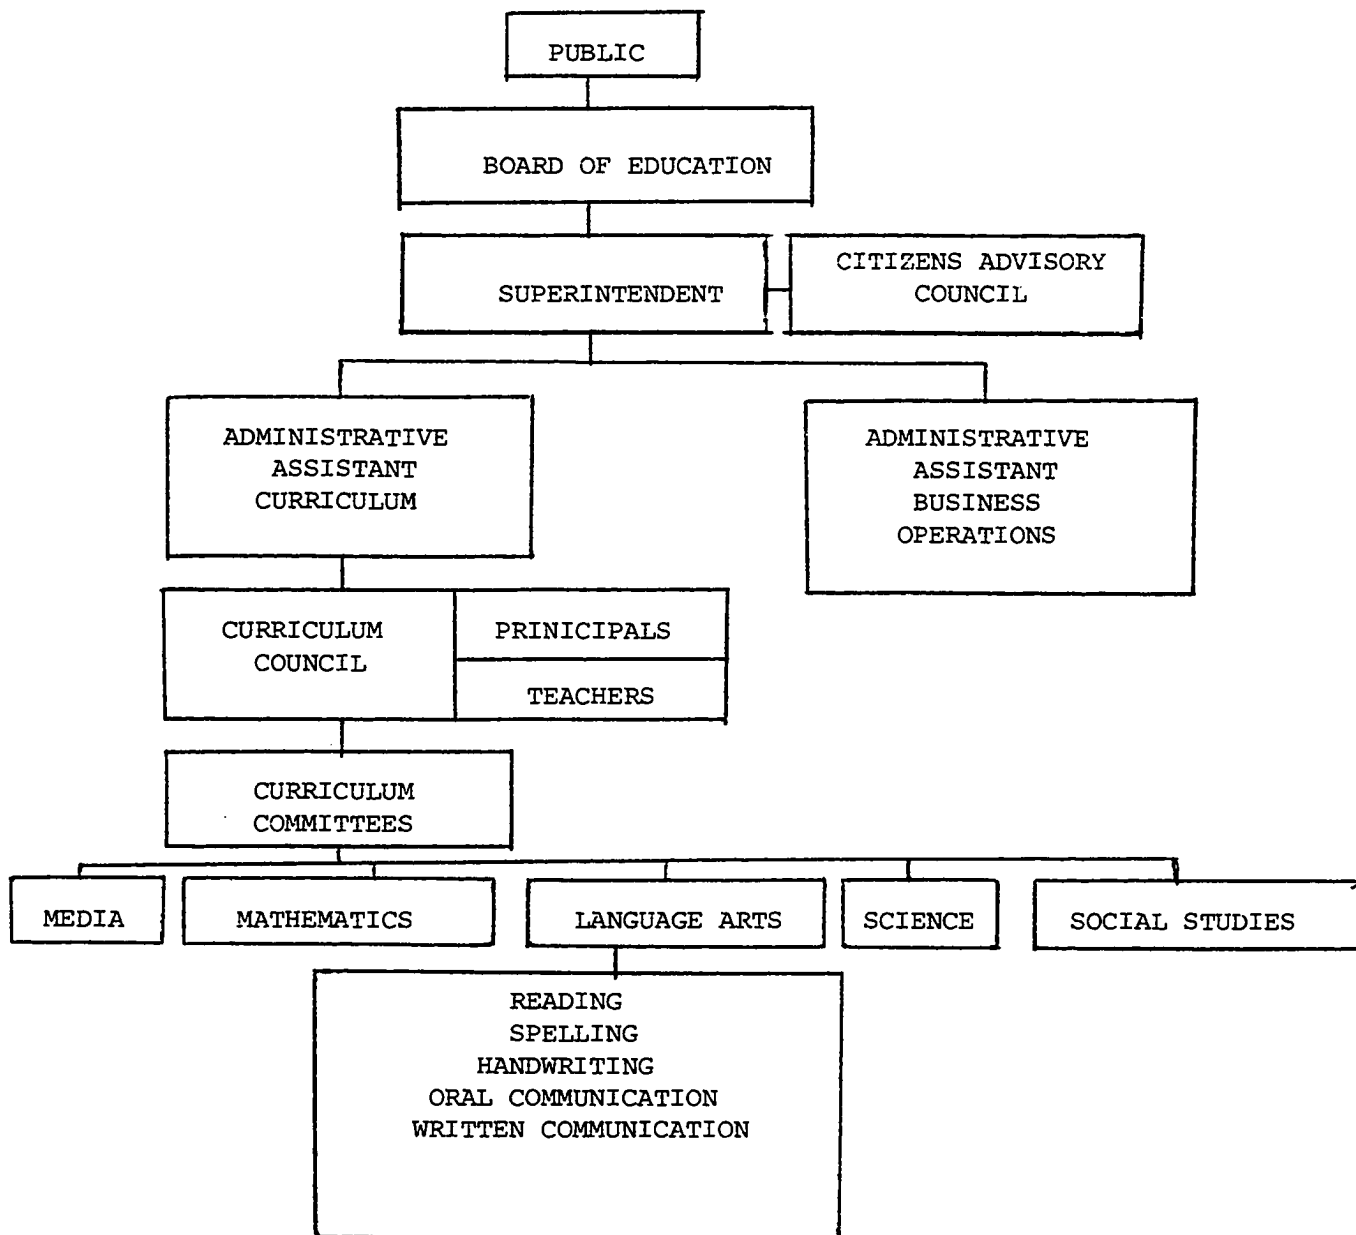 PUBLIC
BOARD OF EDUCATION
SUPERINTENDENT
CITIZENS ADVISORY
COUNCIL
ADMINISTRATIVE
ASSISTANT
CURRICULUM
ADMINISTRATIVE
ASSISTANT
BUSINESS
OPERATIONS
CURRICULUM
COUNCIL
PRINICIPALS
TEACHERS
CURRICULUM
COMMITTEES
MEDIA
MATHEMATICS
LANGUAGE ARTS
SCIENCE
SOCIAL STUDIES
READING
SPELLING
HANDWRITING
ORAL COMMUNICATION
WRITTEN COMMUNICATION